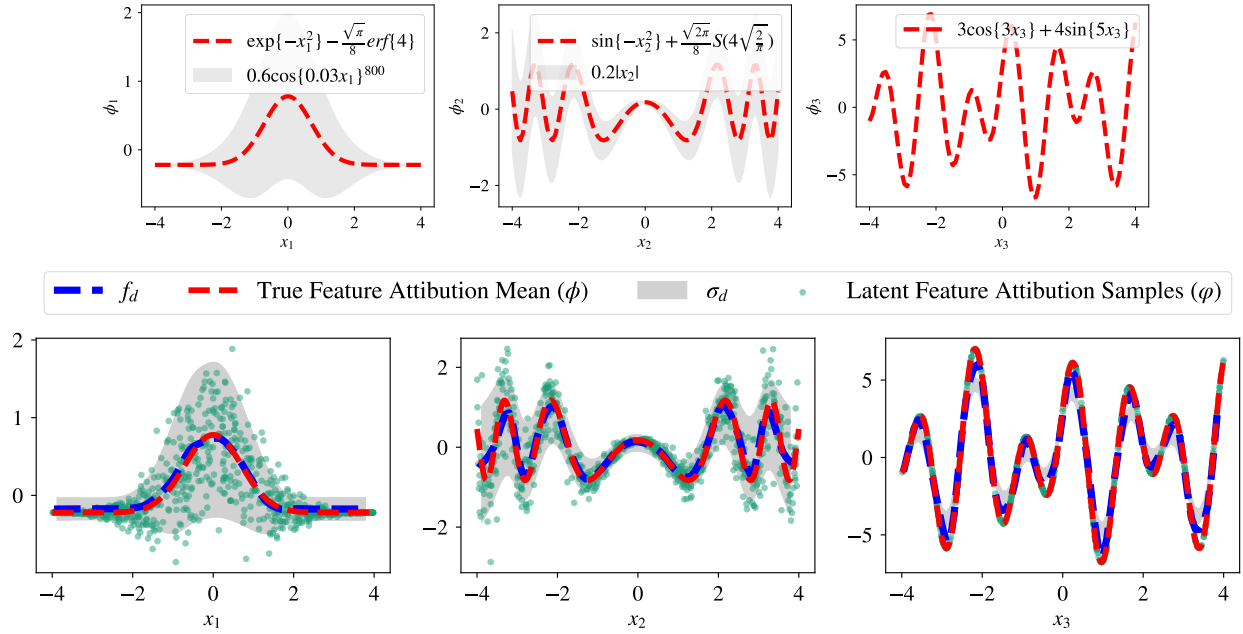 exp{−x₁²} − √π/8 erf{4}
0.6cos{0.03x₁}⁸⁰⁰
ϕ₁
2
1
0
−4 −2 0 2 4
x₁
sin{−x₂²} + √2π/8 S(4√2/π)
0.2|x₂|
ϕ₂
2
0
−2
−4 −2 0 2 4
x₂
3cos{3x₃} + 4sin{5x₃}
ϕ₃
5
0
−5
−4 −2 0 2 4
x₃
f_d True Feature Attibution Mean (ϕ) σ_d Latent Feature Attibution Samples (φ)
2
1
0
−4 −2 0 2 4
x₁
2
0
−2
−4 −2 0 2 4
x₂
5
0
−5
−4 −2 0 2 4
x₃